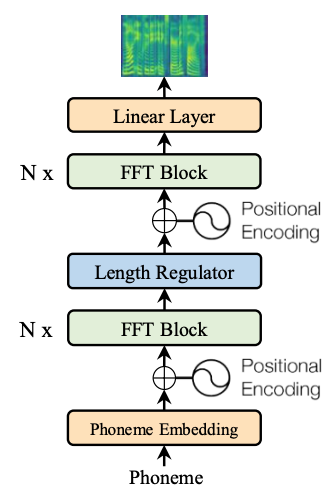 Linear Layer
N x
FFT Block
Positional
Encoding
Length Regulator
N x
FFT Block
Positional
Encoding
Phoneme Embedding
Phoneme